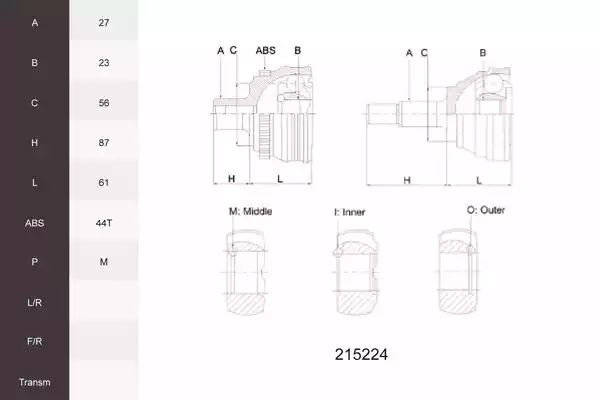 A 27
B 23
C 56
H 87
L 61
ABS 44T
P M
L/R
F/R
Transm
A C ABS B
A C B
H L
H L
M: Middle I: Inner O: Outer
215224